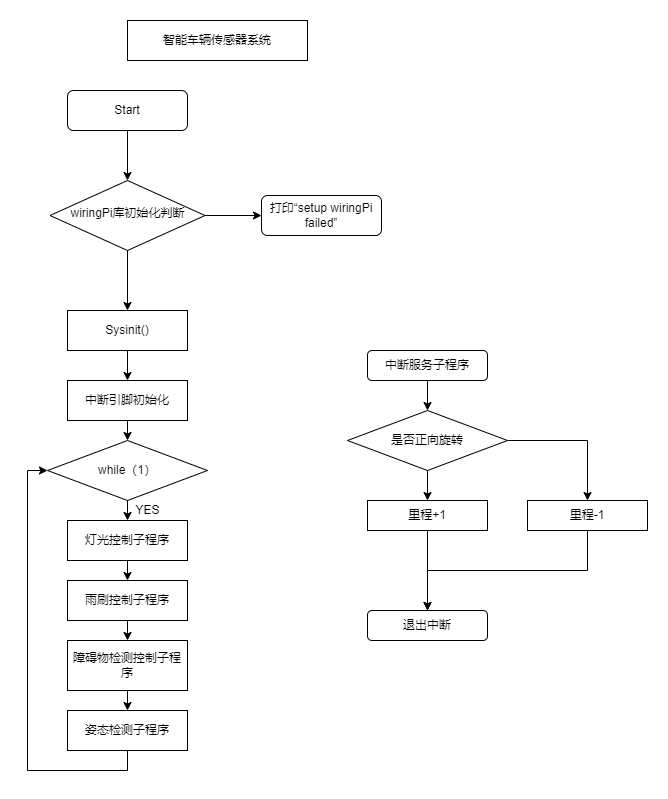 智能车辆传感器系统
Start
wiringPi库初始化判断
打印“setup wiringPi
failed”
Sysinit()
中断引脚初始化
while（1）
YES
灯光控制子程序
雨刷控制子程序
障碍物检测控制子程
序
姿态检测子程序
中断服务子程序
是否正向旋转
里程+1
里程-1
退出中断